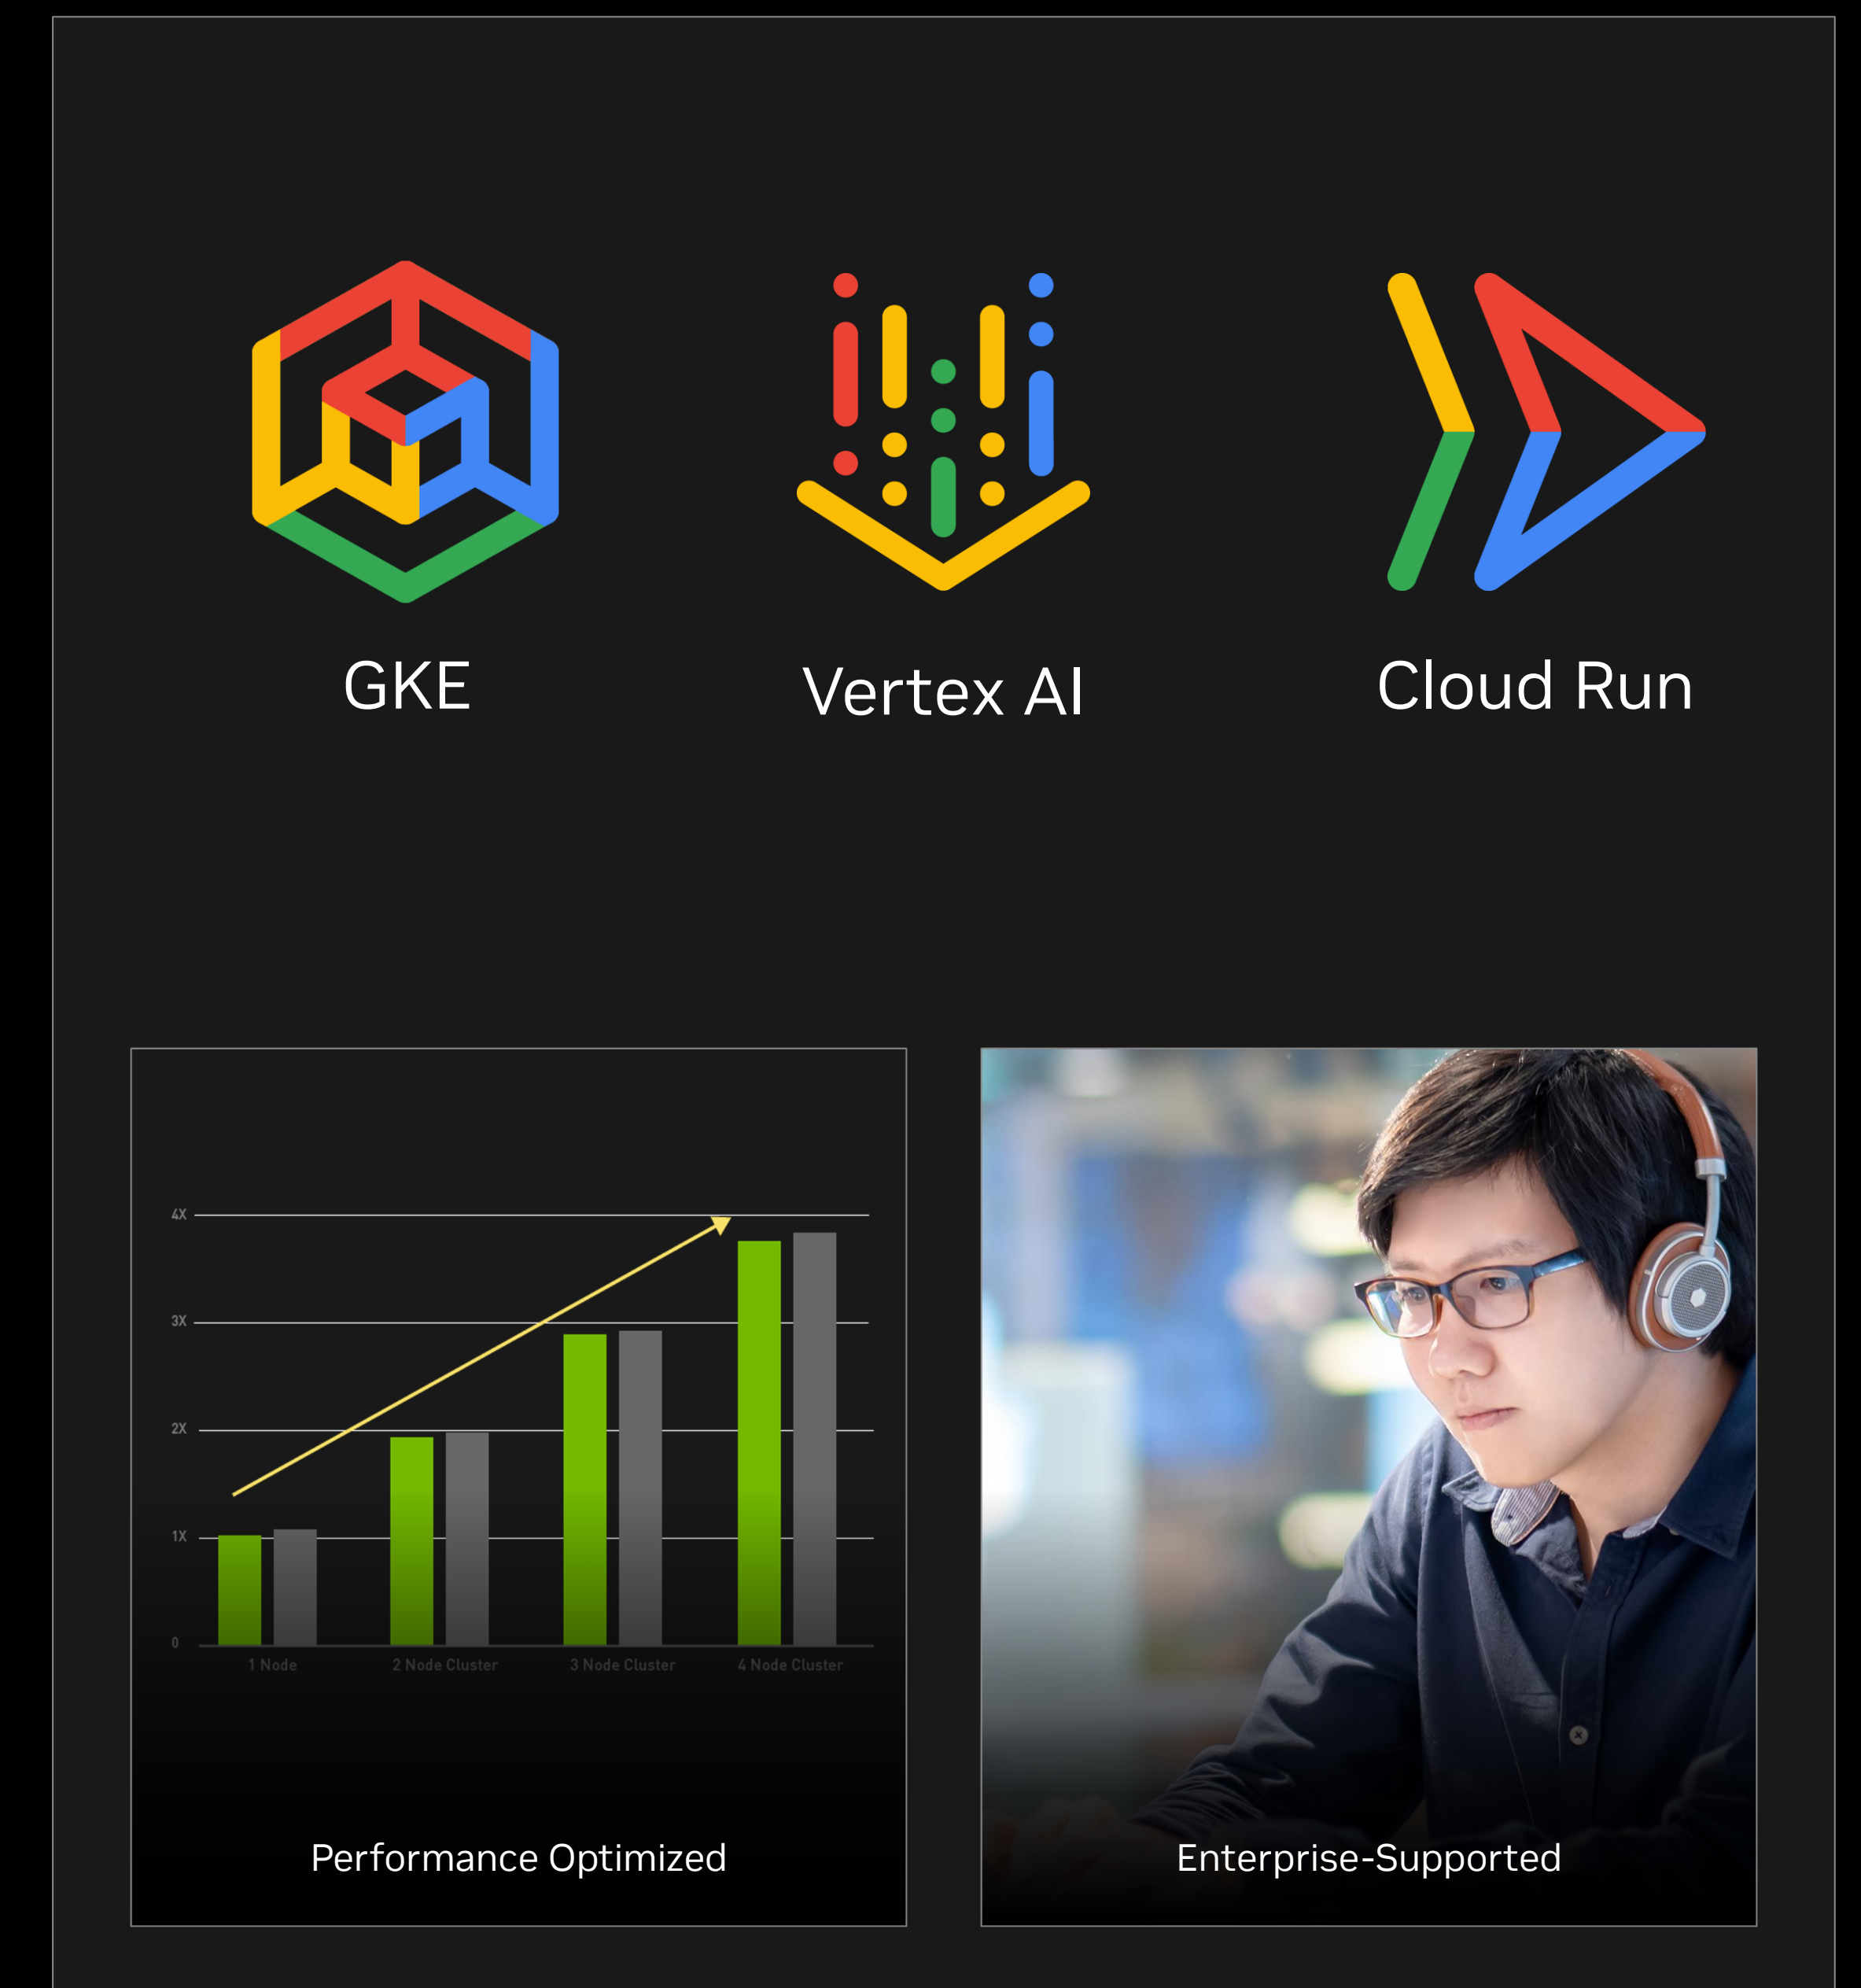 GKE
Vertex AI
Cloud Run
4X
3X
2X
1X
0
1 Node
2 Node Cluster
3 Node Cluster
4 Node Cluster
Performance Optimized
Enterprise-Supported